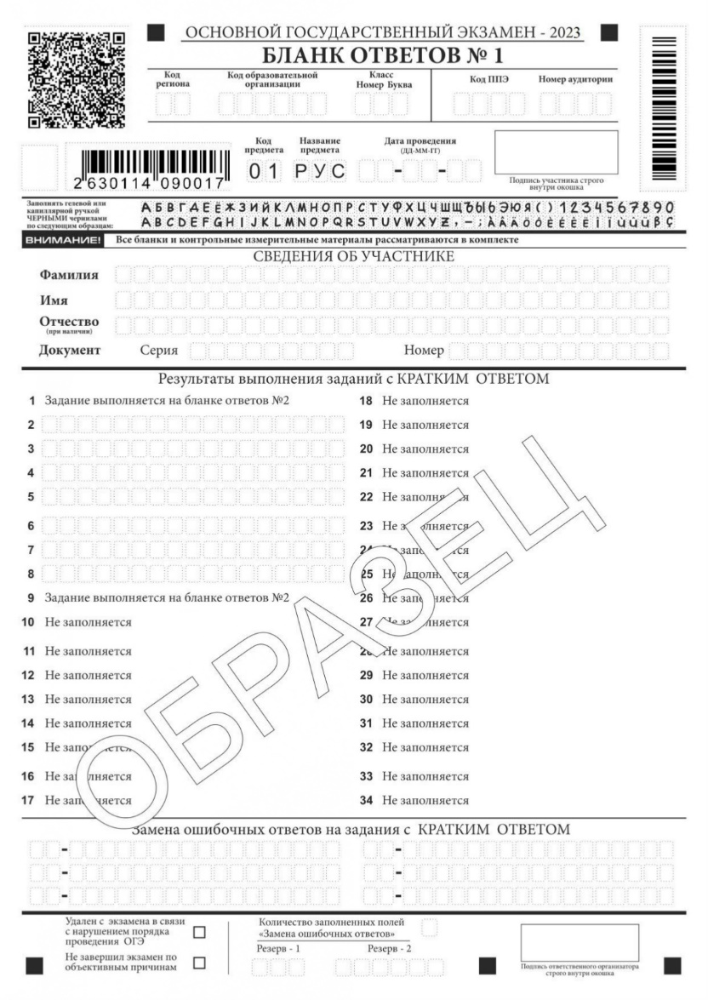 ОСНОВНОЙ ГОСУДАРСТВЕННЫЙ ЭКЗАМЕН - 2023
БЛАНК ОТВЕТОВ № 1
Код региона
Код образовательной организации
Класс
Номер Буква
Код ППЭ
Номер аудитории
2 630114 090017
Код предмета
01
Название предмета
РУС
Дата проведения
(ДД-ММ-ГГ)
Подпись участника строго
внутри окошка
Заполнять гелевой или
капиллярной ручкой
ЧЕРНЫМИ чернилами
по следующим образцам:
АБВГДЕЁЖЗИЙКЛМНОПРСТУФХЦЧШЩЪЫЬЭЮЯ()1234567890
ABCDEFGHIJKLMNOPQRSTUVWXYZ
ВНИМАНИЕ! Все бланки и контрольные измерительные материалы рассматриваются в комплекте
СВЕДЕНИЯ ОБ УЧАСТНИКЕ
Фамилия
Имя
Отчество
(при наличии)
Документ Серия Номер
Результаты выполнения заданий с КРАТКИМ ОТВЕТОМ
1 Задание выполняется на бланке ответов №2
2
3
4
5
6
7
8
9 Задание выполняется на бланке ответов №2
10 Не заполняется
11 Не заполняется
12 Не заполняется
13 Не заполняется
14 Не заполняется
15 Не заполняется
16 Не заполняется
17 Не заполняется
18 Не заполняется
19 Не заполняется
20 Не заполняется
21 Не заполняется
22 Не заполняется
23 Не заполняется
24 Не заполняется
25 Не заполняется
26 Не заполняется
27 Не заполняется
28 Не заполняется
29 Не заполняется
30 Не заполняется
31 Не заполняется
32 Не заполняется
33 Не заполняется
34 Не заполняется
ОБРАЗЕЦ
Замена ошибочных ответов на задания с КРАТКИМ ОТВЕТОМ
Удален с экзамена в связи
с нарушением порядка
проведения ОГЭ
Не завершил экзамен по
объективным причинам
Количество заполненных полей
«Замена ошибочных ответов»
Резерв - 1 Резерв - 2
Подпись ответственного организатора
строго внутри окошка